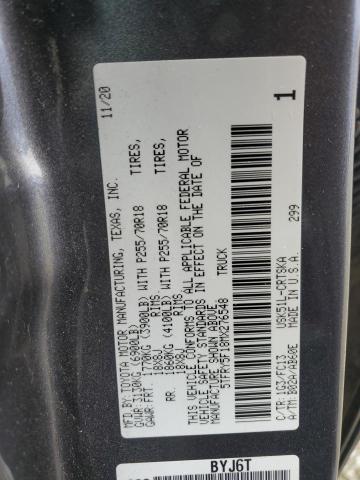 MFD.BY:TOYOTA MOTOR MANUFACTURING, TEXAS, INC. 11/20
GVWR:3130KG(6900LB)
GAWR:FRT. 1770KG(3900LB) WITH P255/70R18 TIRES,
18X8J RIMS,
RR. 1860KG(4100LB) WITH P255/70R18 TIRES,
18X8J RIMS
THIS VEHICLE CONFORMS TO ALL APPLICABLE FEDERAL MOTOR
VEHICLE SAFETY STANDARDS IN EFFECT ON THE DATE OF
MANUFACTURE SHOWN ABOVE.
5TFRY5F18MX276548 TRUCK
C/TR:1G3/FC13 USK51L-CRTSKA
A/TM:B02A/AB60E MADE IN U.S.A. 299
1
BYJ6T